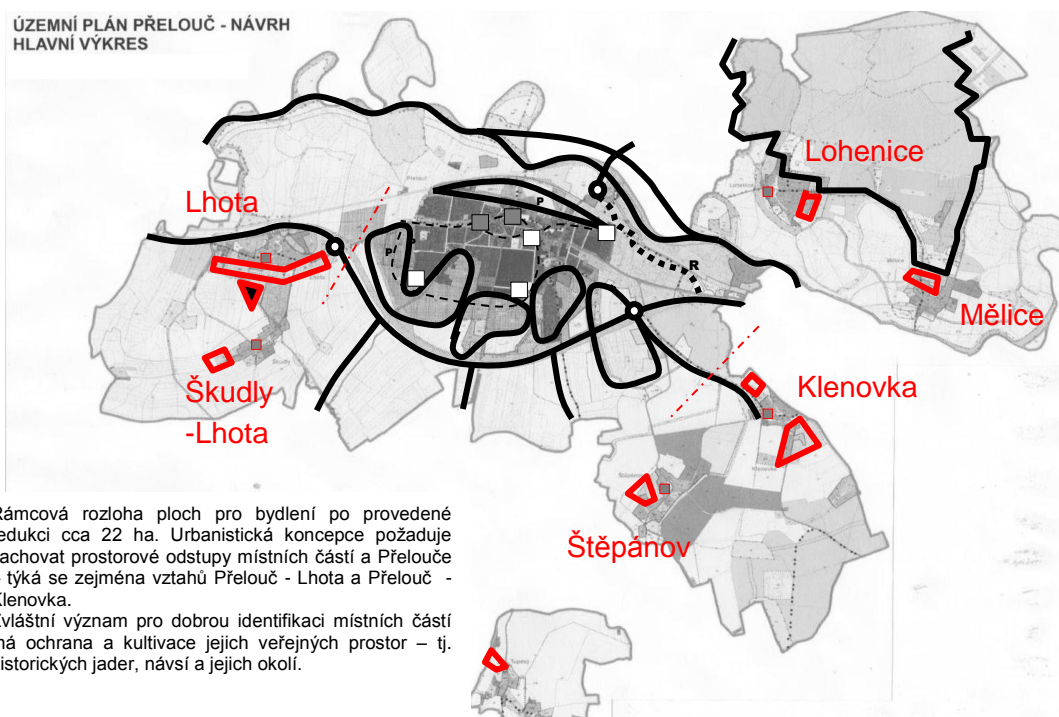 ÚZEMNÍ PLÁN PŘELOUČ - NÁVRH
HLAVNÍ VÝKRES
Lohenice
Lhota
P
P
R
Mělice
Škudly
-Lhota
Klenovka
Štěpánov
Rámcová rozloha ploch pro bydlení po provedené
redukci cca 22 ha. Urbanistická koncepce požaduje
zachovat prostorové odstupy místních částí a Přelouče
- týká se zejména vztahů Přelouč - Lhota a Přelouč -
Klenovka.
Zvláštní význam pro dobrou identifikaci místních částí
má ochrana a kultivace jejich veřejných prostor – tj.
historických jader, návsí a jejich okolí.